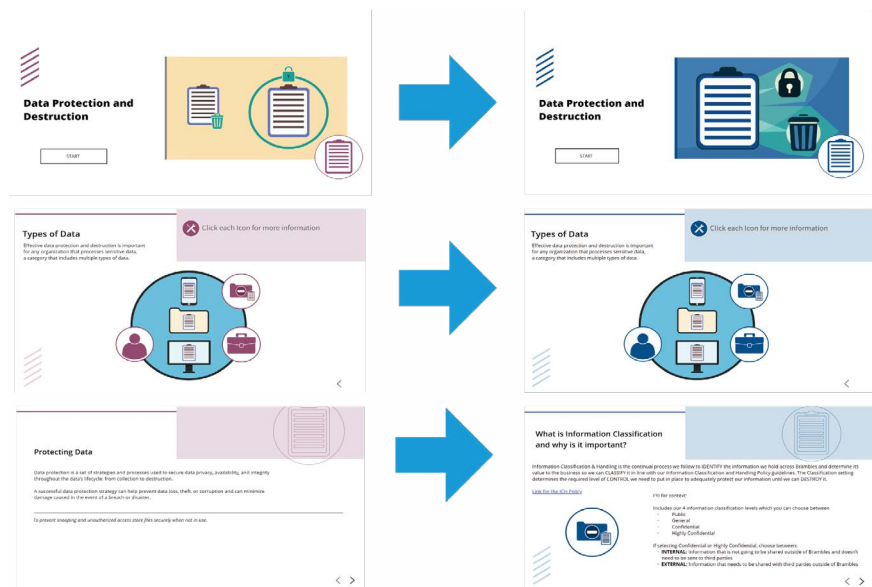 Data Protection and
Destruction
START
Data Protection and
Destruction
START
Types of Data
Effective data protection and destruction is important
for any organization that processes sensitive data,
a category that includes multiple types of data.
Click each Icon for more information
Types of Data
Effective data protection and destruction is important
for any organization that processes sensitive data,
a category that includes multiple types of data.
Click each Icon for more information
Protecting Data
Data protection is a set of strategies and processes used to secure data privacy, availability, and integrity
throughout the data's lifecycle, from collection to destruction.
A successful data protection strategy can help prevent data loss, theft, or corruption and can minimize
damage caused in the event of a breach or disaster.
To prevent snooping and unauthorized access store files securely when not in use.
What is Information Classification
and why is it important?
Information Classification & Handling is the continual process we follow to IDENTIFY the information we hold across Brambles and determine its
value to the business so we can CLASSIFY it in line with our Information Classification and Handling Policy guidelines. The Classification setting
determines the required level of CONTROL we need to put in place to adequately protect our information until we can DESTROY it.
Link for the ICH Policy
FYI for context:
Includes our 4 information classification levels which you can choose between
· Public
· General
· Confidential
· Highly Confidential
If selecting Confidential or Highly Confidential, choose between:
· INTERNAL: Information that is not going to be shared outside of Brambles and doesn't
need to be sent to third parties
· EXTERNAL: Information that needs to be shared with third parties outside of Brambles